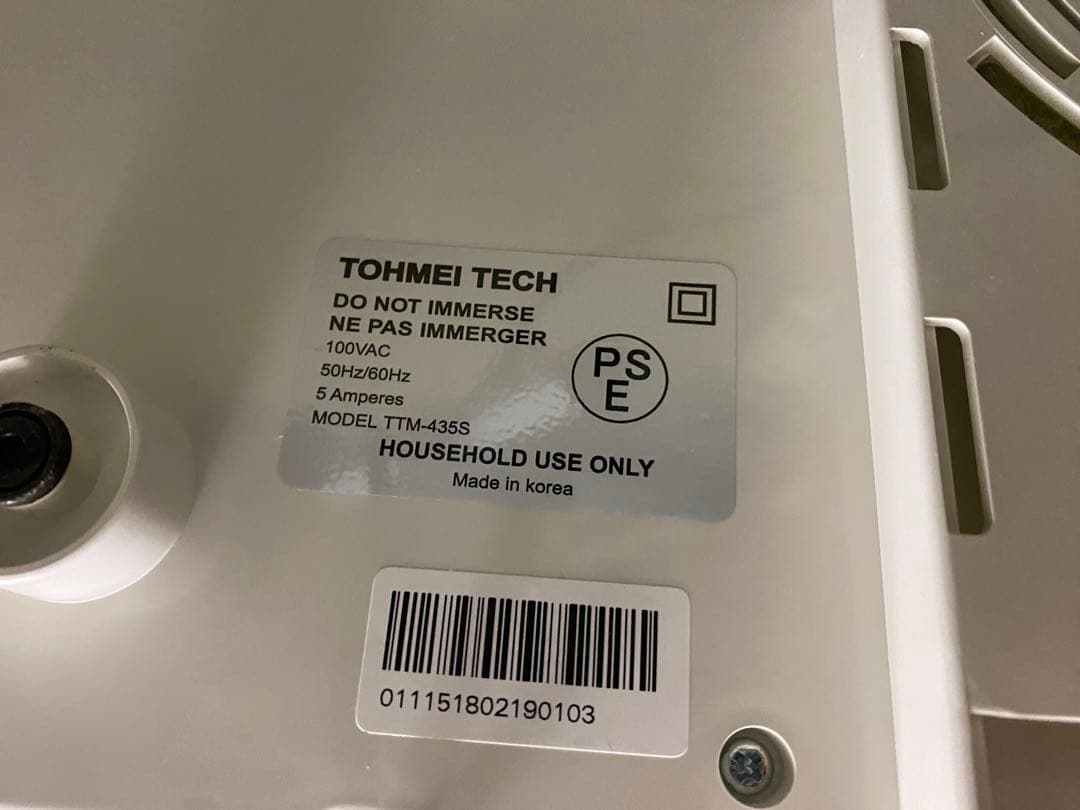 TOHMEI TECH
DO NOT IMMERSE
NE PAS IMMERGER
100VAC
50Hz/60Hz
5 Amperes
MODEL TTM-435S
PS
E
HOUSEHOLD USE ONLY
Made in korea
011151802190103